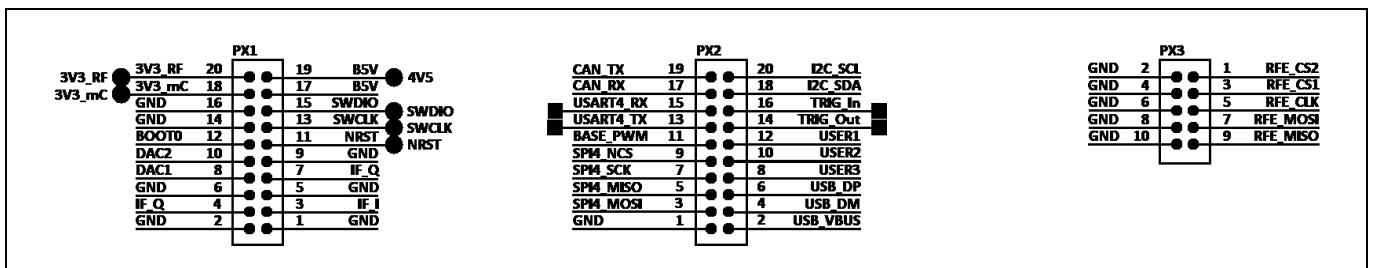 PX1
3V3_RF 3V3_RF 20 19 B5V 4V5
3V3_mC 3V3_mC 18 17 B5V
GND 16 15 SWDIO SWDIO
GND 14 13 SWCLK SWCLK
BOOT0 12 11 NRST NRST
DAC2 10 9 GND
DAC1 8 7 IF_Q
GND 6 5 GND
IF_Q 4 3 IF_I
GND 2 1 GND
PX2
CAN_TX 19 20 I2C_SCL
CAN_RX 17 18 I2C_SDA
USART4_RX 15 16 TRIG_In
USART4_TX 13 14 TRIG_Out
BASE_PWM 11 12 USER1
SPI4_NCS 9 10 USER2
SPI4_SCK 7 8 USER3
SPI4_MISO 5 6 USB_DP
SPI4_MOSI 3 4 USB_DM
GND 1 2 USB_VBUS
PX3
GND 2 1 RFE_CS2
GND 4 3 RFE_CS1
GND 6 5 RFE_CLK
GND 8 7 RFE_MOSI
GND 10 9 RFE_MISO